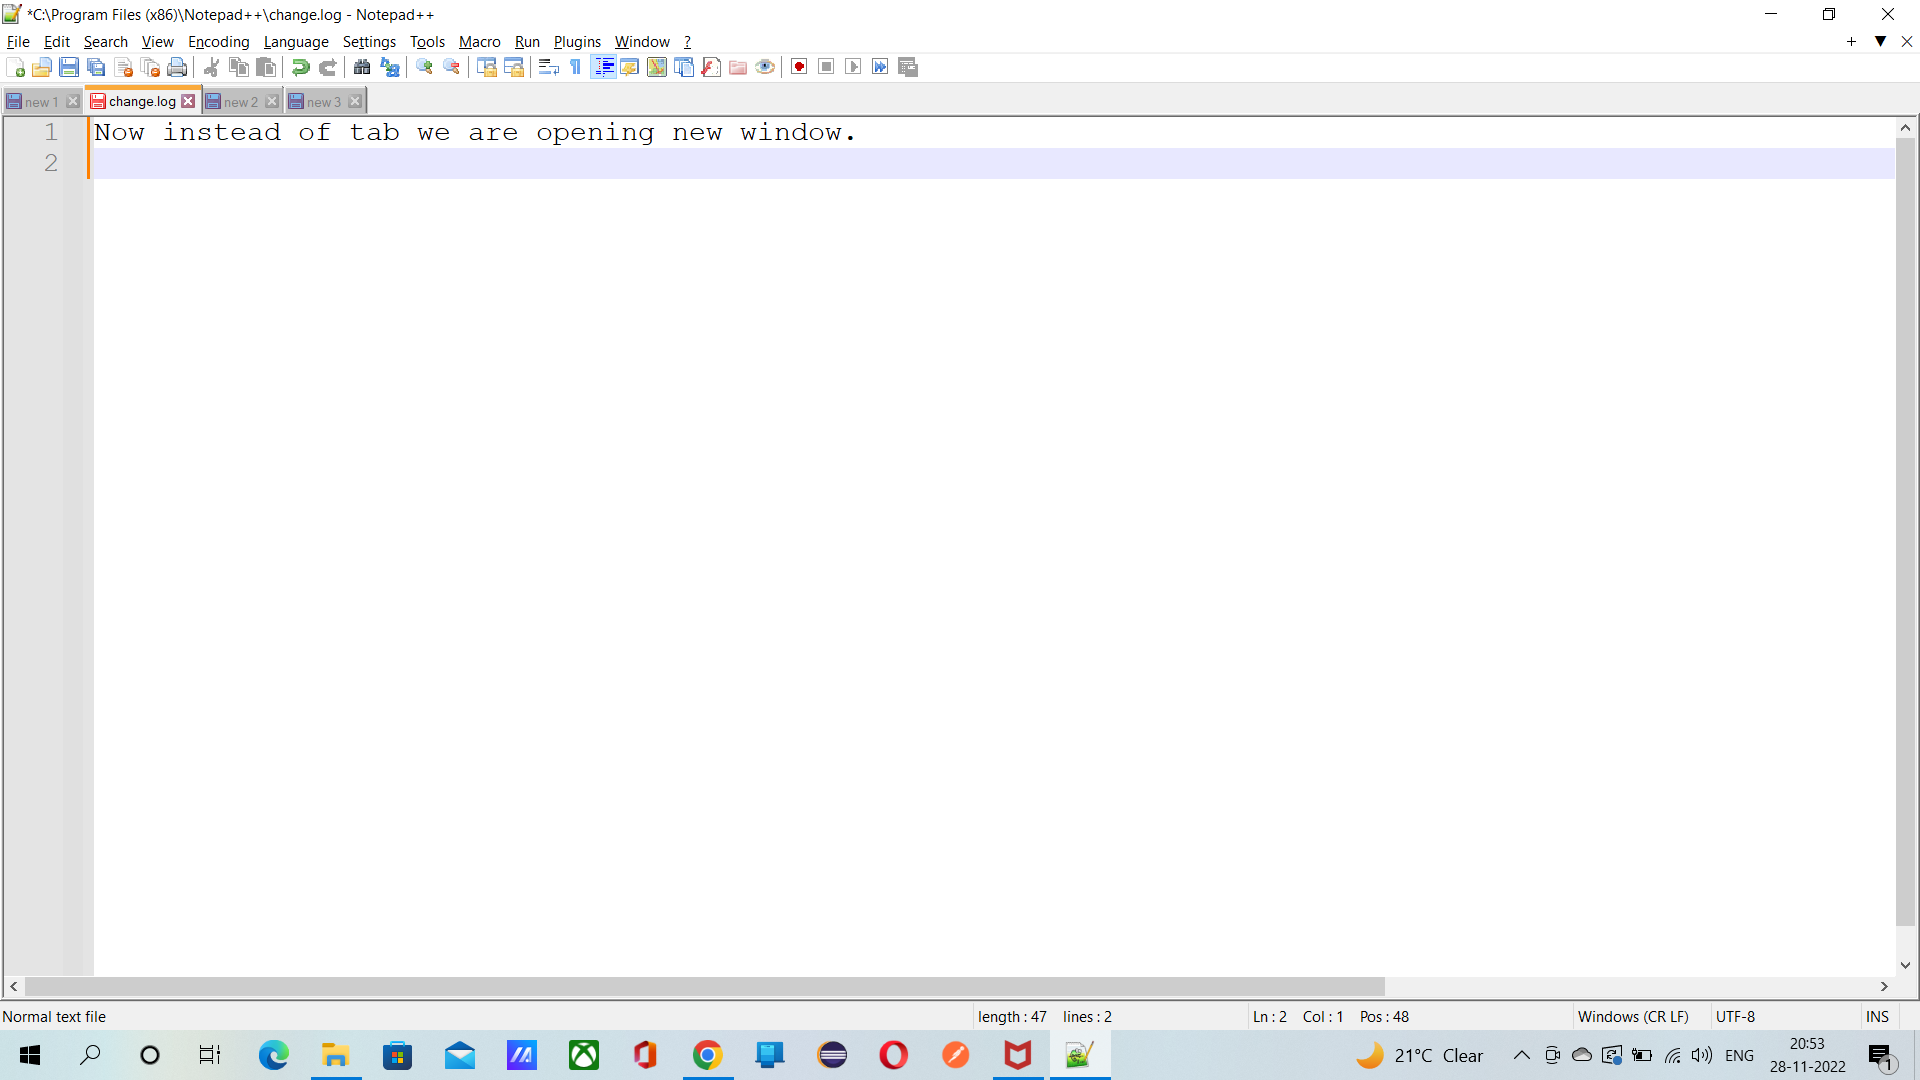 *C:\Program Files (x86)\Notepad++\change.log - Notepad++
File Edit Search View Encoding Language Settings Tools Macro Run Plugins Window ?
new 1 change.log new 2 new 3
1 Now instead of tab we are opening new window.
2
Normal text file length : 47 lines : 2 Ln : 2 Col : 1 Pos : 48 Windows (CR LF) UTF-8 INS
21°C Clear ENG 20:53
28-11-2022 1